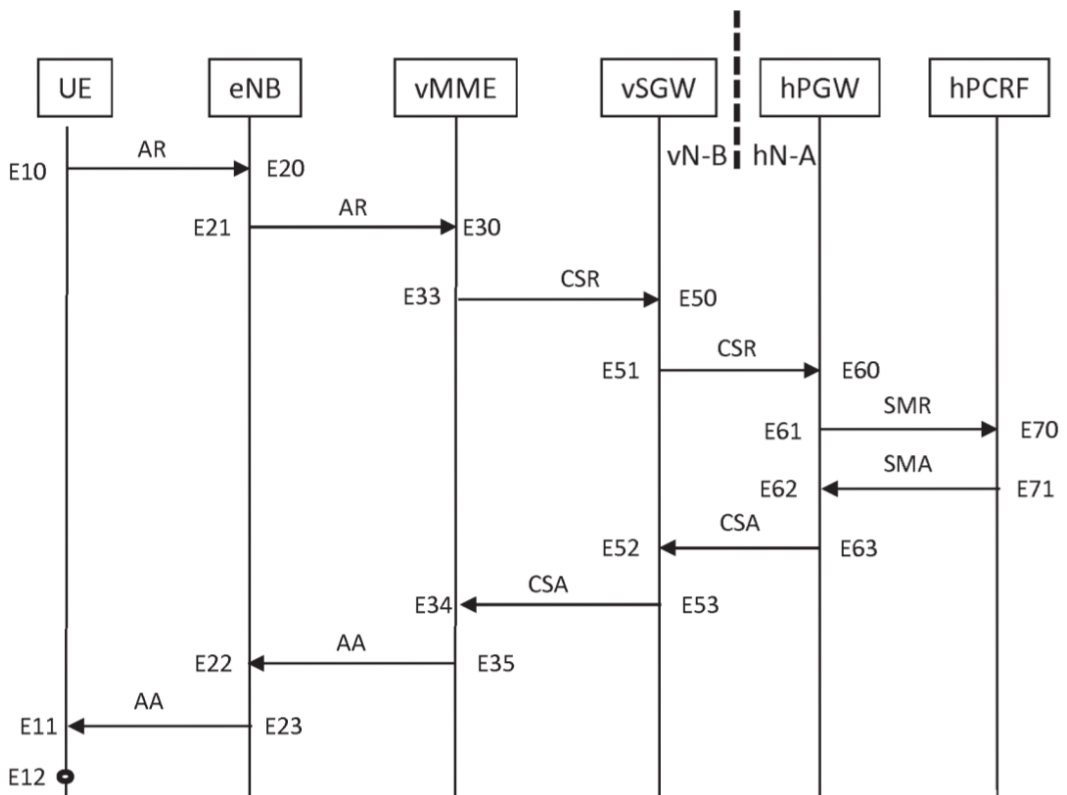 UE eNB vMME vSGW hPGW hPCRF
vN-B hN-A
AR
E10 E20
AR
E21 E30
CSR
E33 E50
CSR
E51 E60
SMR
E61 E70
SMA
E62 E71
CSA
E52 E63
CSA
E34 E53
AA
E22 E35
AA
E11 E23
E12